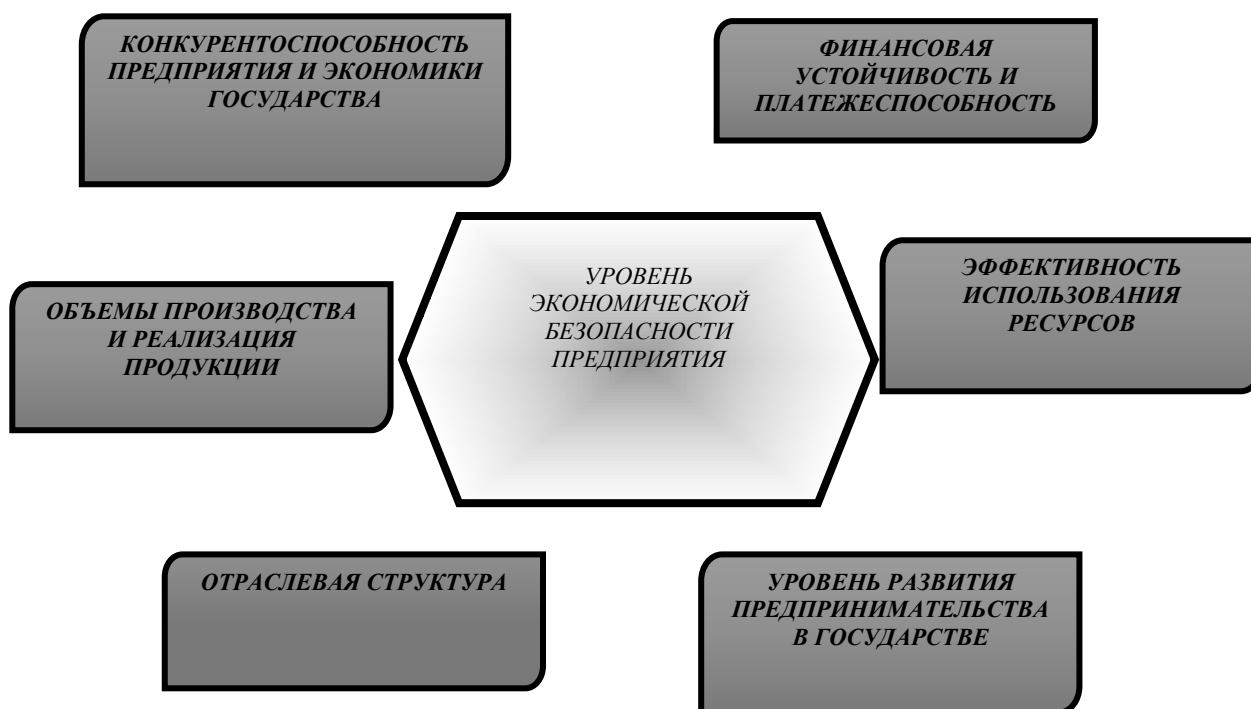 КОНКУРЕНТОСПОСОБНОСТЬ
ПРЕДПРИЯТИЯ И ЭКОНОМИКИ
ГОСУДАРСТВА
ФИНАНСОВАЯ
УСТОЙЧИВОСТЬ И
ПЛАТЕЖЕСПОСОБНОСТЬ
ОБЪЕМЫ ПРОИЗВОДСТВА
И РЕАЛИЗАЦИЯ
ПРОДУКЦИИ
УРОВЕНЬ
ЭКОНОМИЧЕСКОЙ
БЕЗОПАСНОСТИ
ПРЕДПРИЯТИЯ
ЭФФЕКТИВНОСТЬ
ИСПОЛЬЗОВАНИЯ
РЕСУРСОВ
ОТРАСЛЕВАЯ СТРУКТУРА
УРОВЕНЬ РАЗВИТИЯ
ПРЕДПРИНИМАТЕЛЬСТВА
В ГОСУДАРСТВЕ